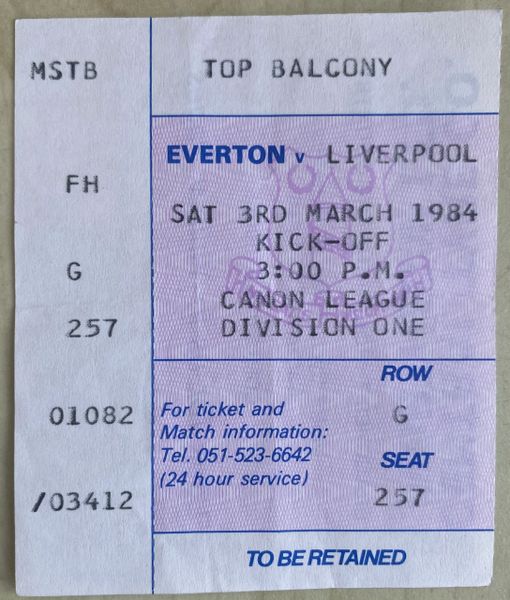 MSTB
FH
G
257
01082
/03412
TOP BALCONY
EVERTON v LIVERPOOL
SAT 3RD MARCH 1984
KICK-OFF
3:00 P.M.
CANON LEAGUE
DIVISION ONE
For ticket and
Match information:
Tel. 051-523-6642
(24 hour service)
ROW
G
SEAT
257
TO BE RETAINED